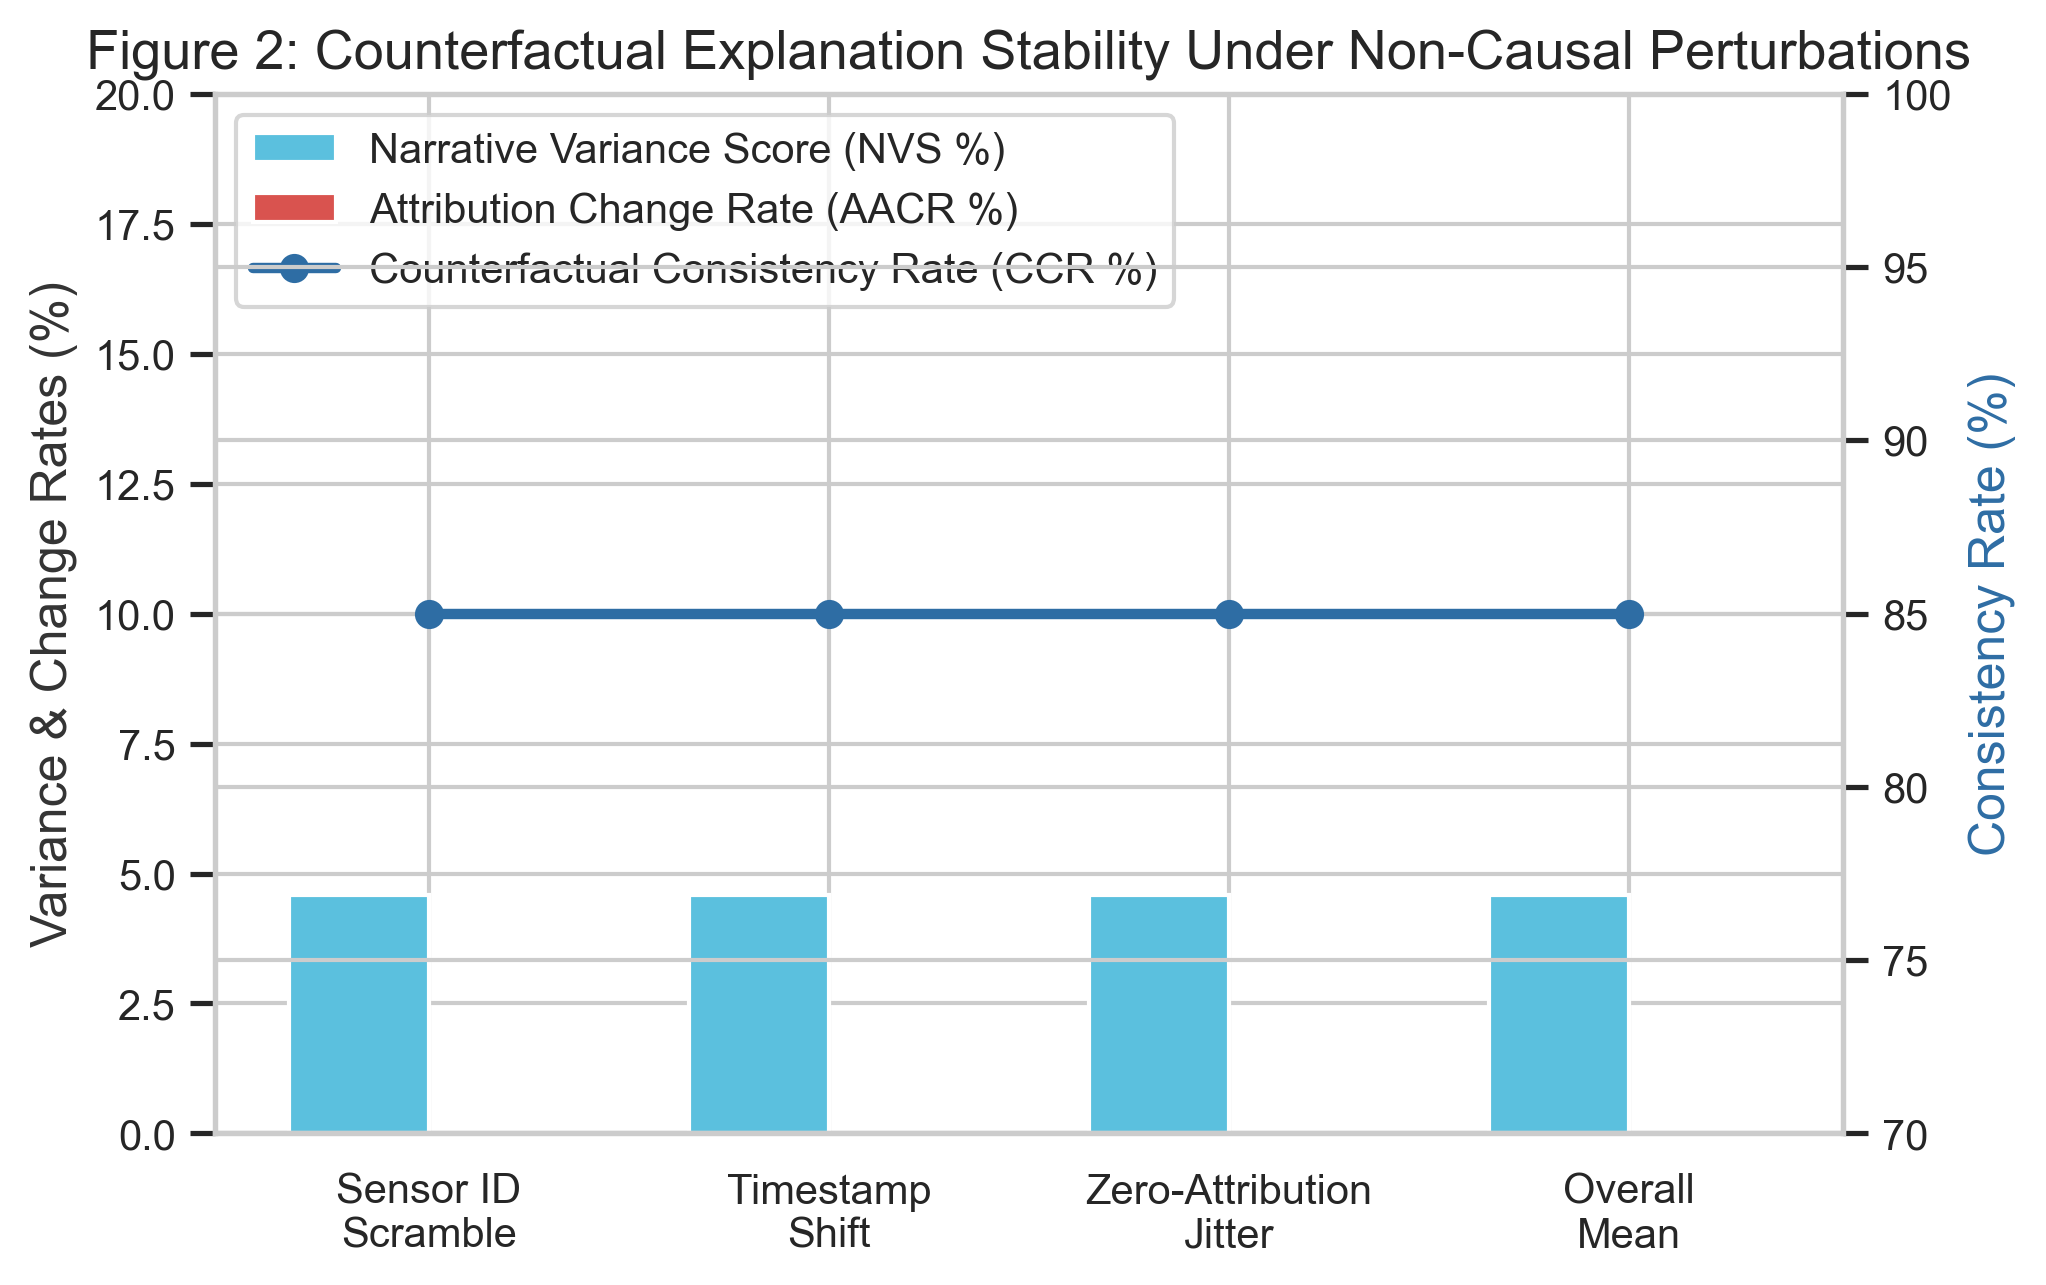 Figure 2: Counterfactual Explanation Stability Under Non-Causal Perturbations
Narrative Variance Score (NVS %)
Attribution Change Rate (AACR %)
Counterfactual Consistency Rate (CCR %)
Variance & Change Rates (%)
20.0
17.5
15.0
12.5
10.0
7.5
5.0
2.5
0.0
100
95
90
85
80
75
70
Consistency Rate (%)
Sensor ID
Scramble
Timestamp
Shift
Zero-Attribution
Jitter
Overall
Mean